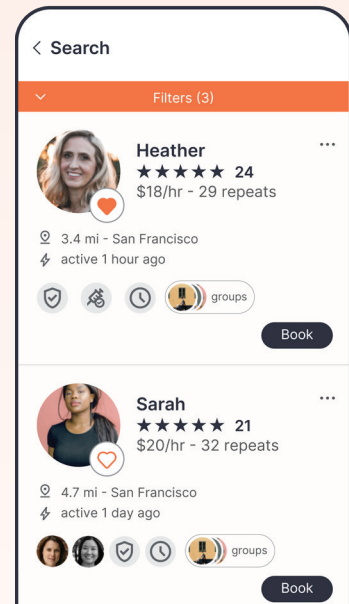 Search
Filters (3)
Heather
★★★★★ 24
$18/hr - 29 repeats
3.4 mi - San Francisco
active 1 hour ago
groups
Book
Sarah
★★★★★ 21
$20/hr - 32 repeats
4.7 mi - San Francisco
active 1 day ago
groups
Book